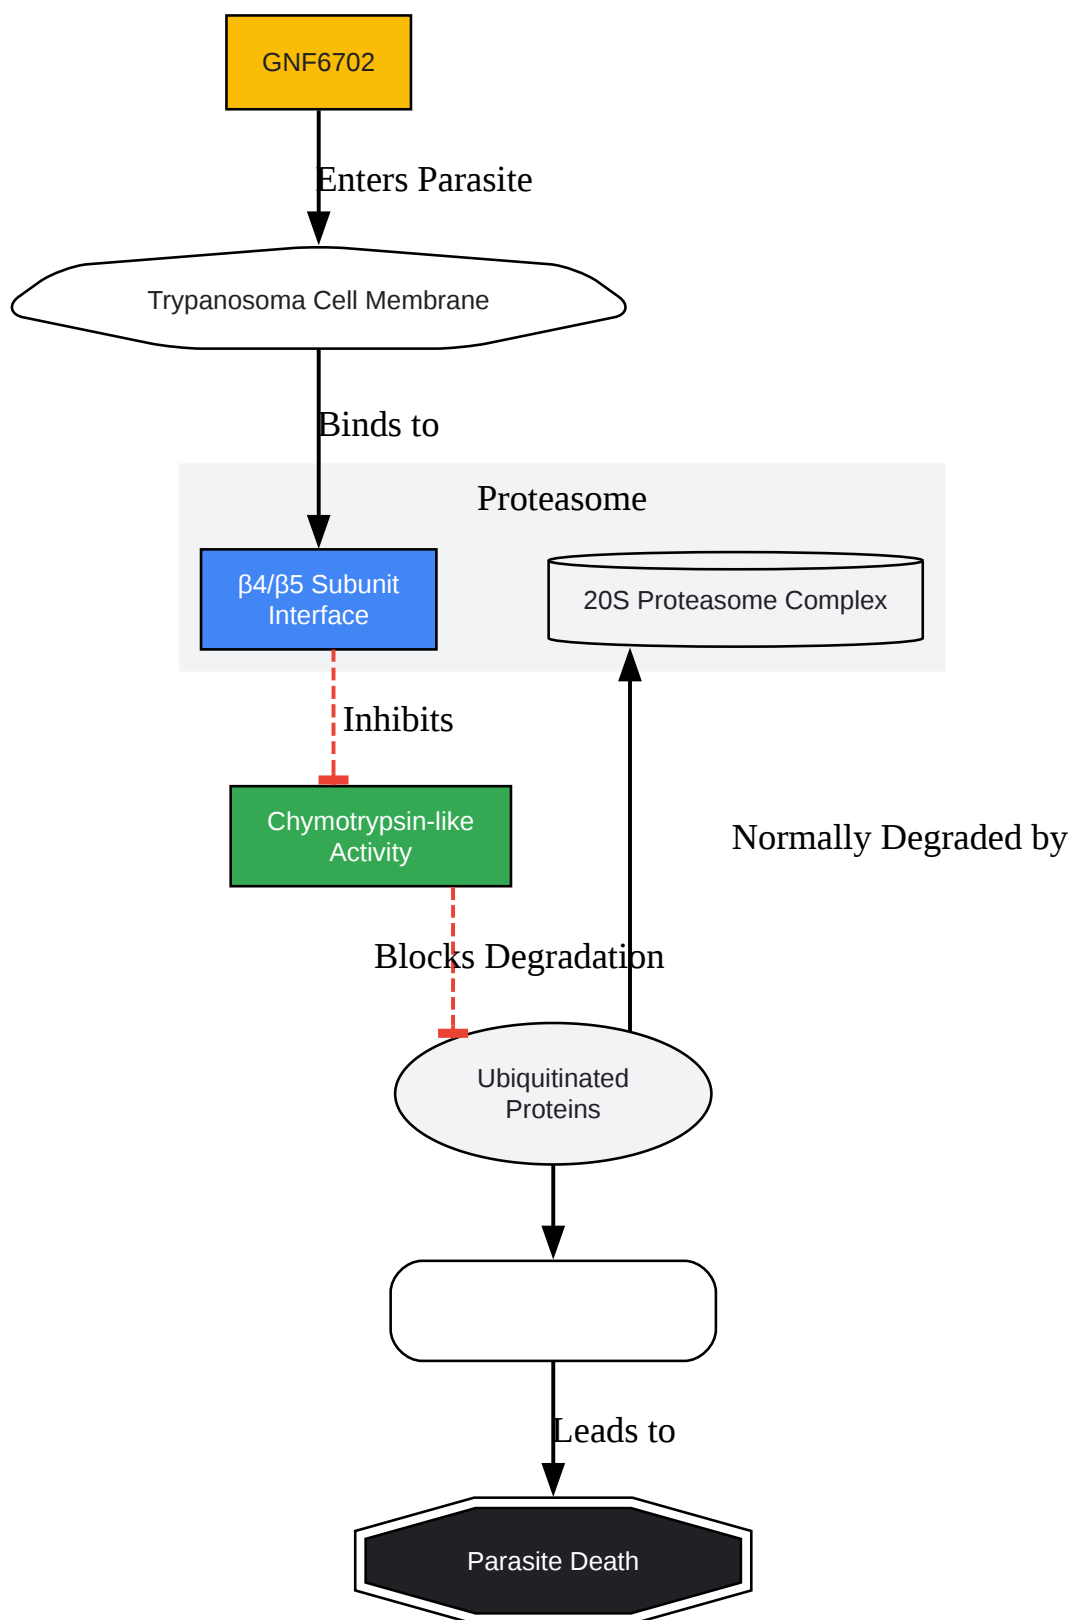 GNF6702
Enters Parasite
Trypanosoma Cell Membrane
Binds to
Proteasome
β4/β5 Subunit
Interface
20S Proteasome Complex
Inhibits
Chymotrypsin-like
Activity
Normally Degraded by
Blocks Degradation
Ubiquitinated
Proteins
Leads to
Parasite Death